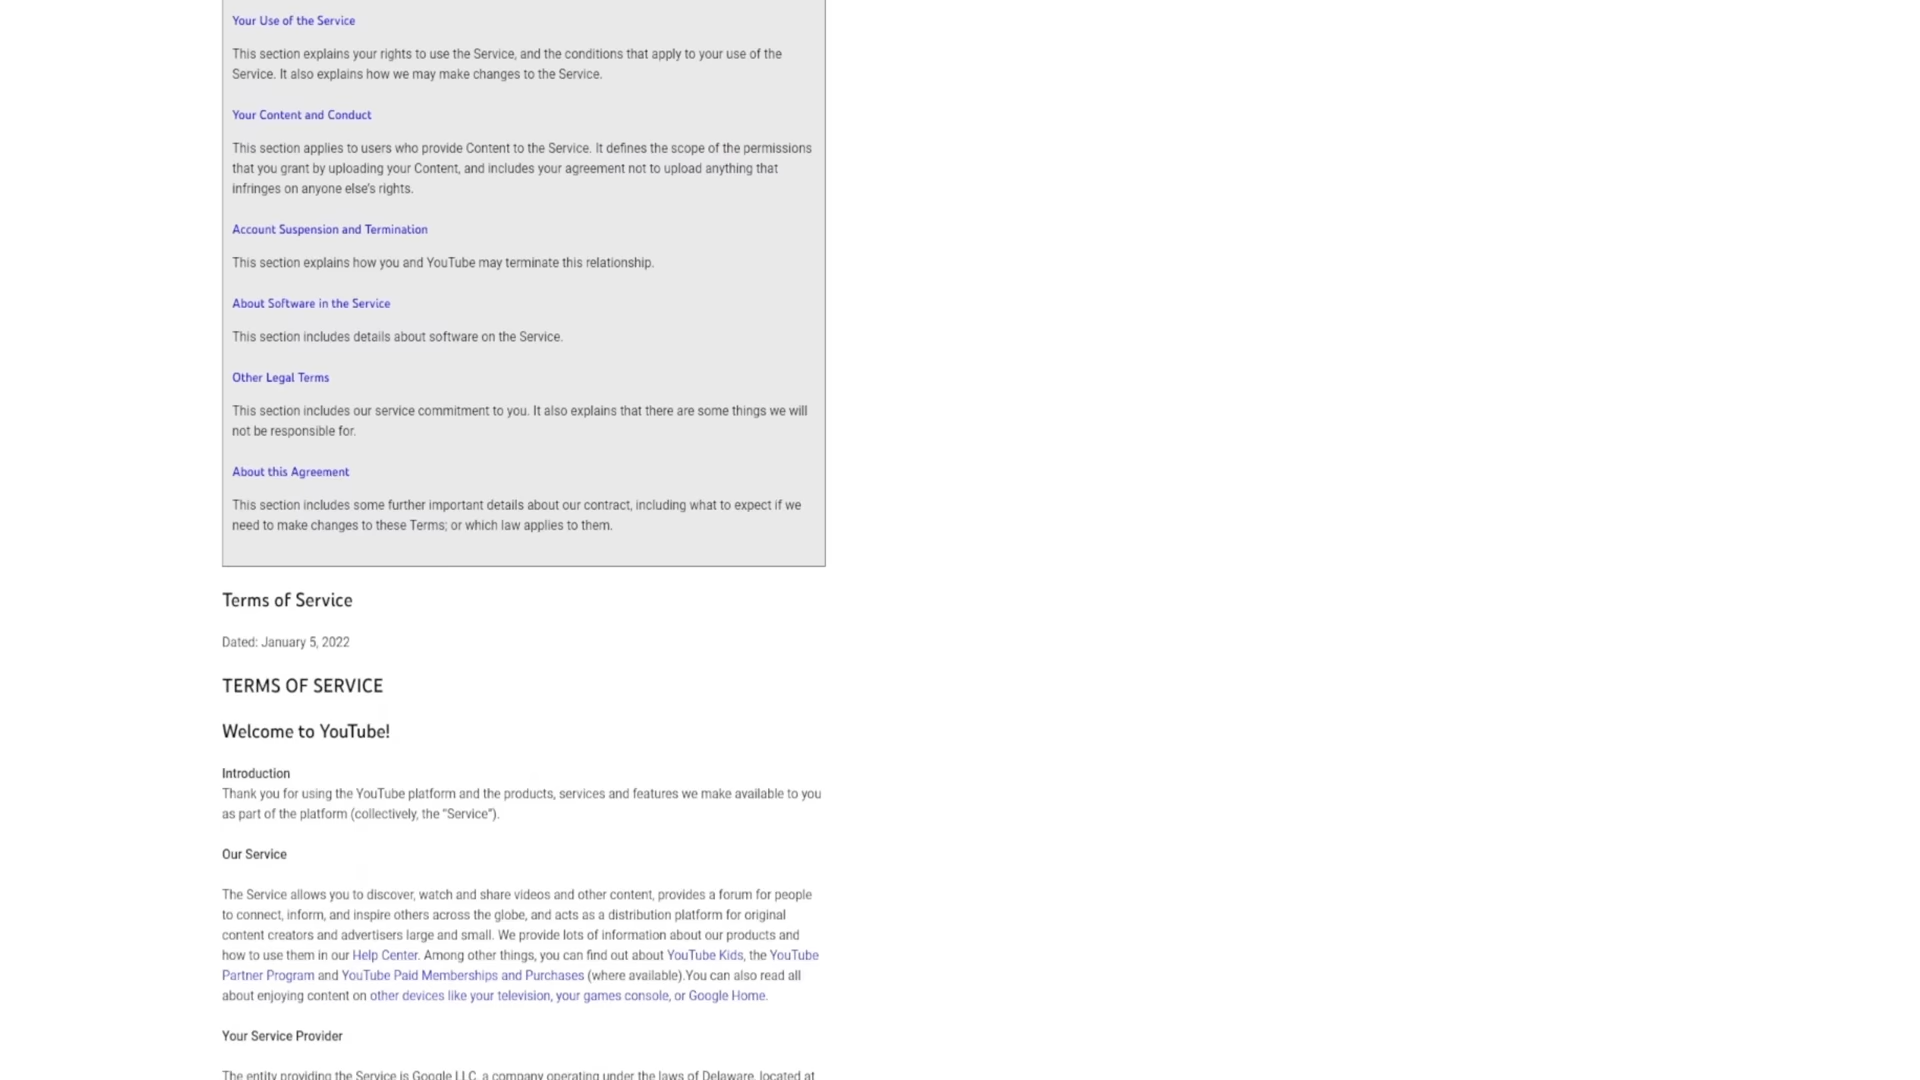 Your Use of the Service
This section explains your rights to use the Service, and the conditions that apply to your use of the
Service. It also explains how we may make changes to the Service.
Your Content and Conduct
This section applies to users who provide Content to the Service. It defines the scope of the permissions
that you grant by uploading your Content, and includes your agreement not to upload anything that
infringes on anyone else's rights.
Account Suspension and Termination
This section explains how you and YouTube may terminate this relationship.
About Software in the Service
This section includes details about software on the Service.
Other Legal Terms
This section includes our service commitment to you. It also explains that there are some things we will
not be responsible for.
About this Agreement
This section includes some further important details about our contract, including what to expect if we
need to make changes to these Terms; or which law applies to them.
Terms of Service
Dated: January 5, 2022
TERMS OF SERVICE
Welcome to YouTube!
Introduction
Thank you for using the YouTube platform and the products, services and features we make available to you
as part of the platform (collectively, the “Service”).
Our Service
The Service allows you to discover, watch and share videos and other content, provides a forum for people
to connect, inform, and inspire others across the globe, and acts as a distribution platform for original
content creators and advertisers large and small. We provide lots of information about our products and
how to use them in our Help Center. Among other things, you can find out about YouTube Kids, the YouTube
Partner Program and YouTube Paid Memberships and Purchases (where available).You can also read all
about enjoying content on other devices like your television, your games console, or Google Home.
Your Service Provider
The entity providing the Service is Google LLC, a company operating under the laws of Delaware, located at